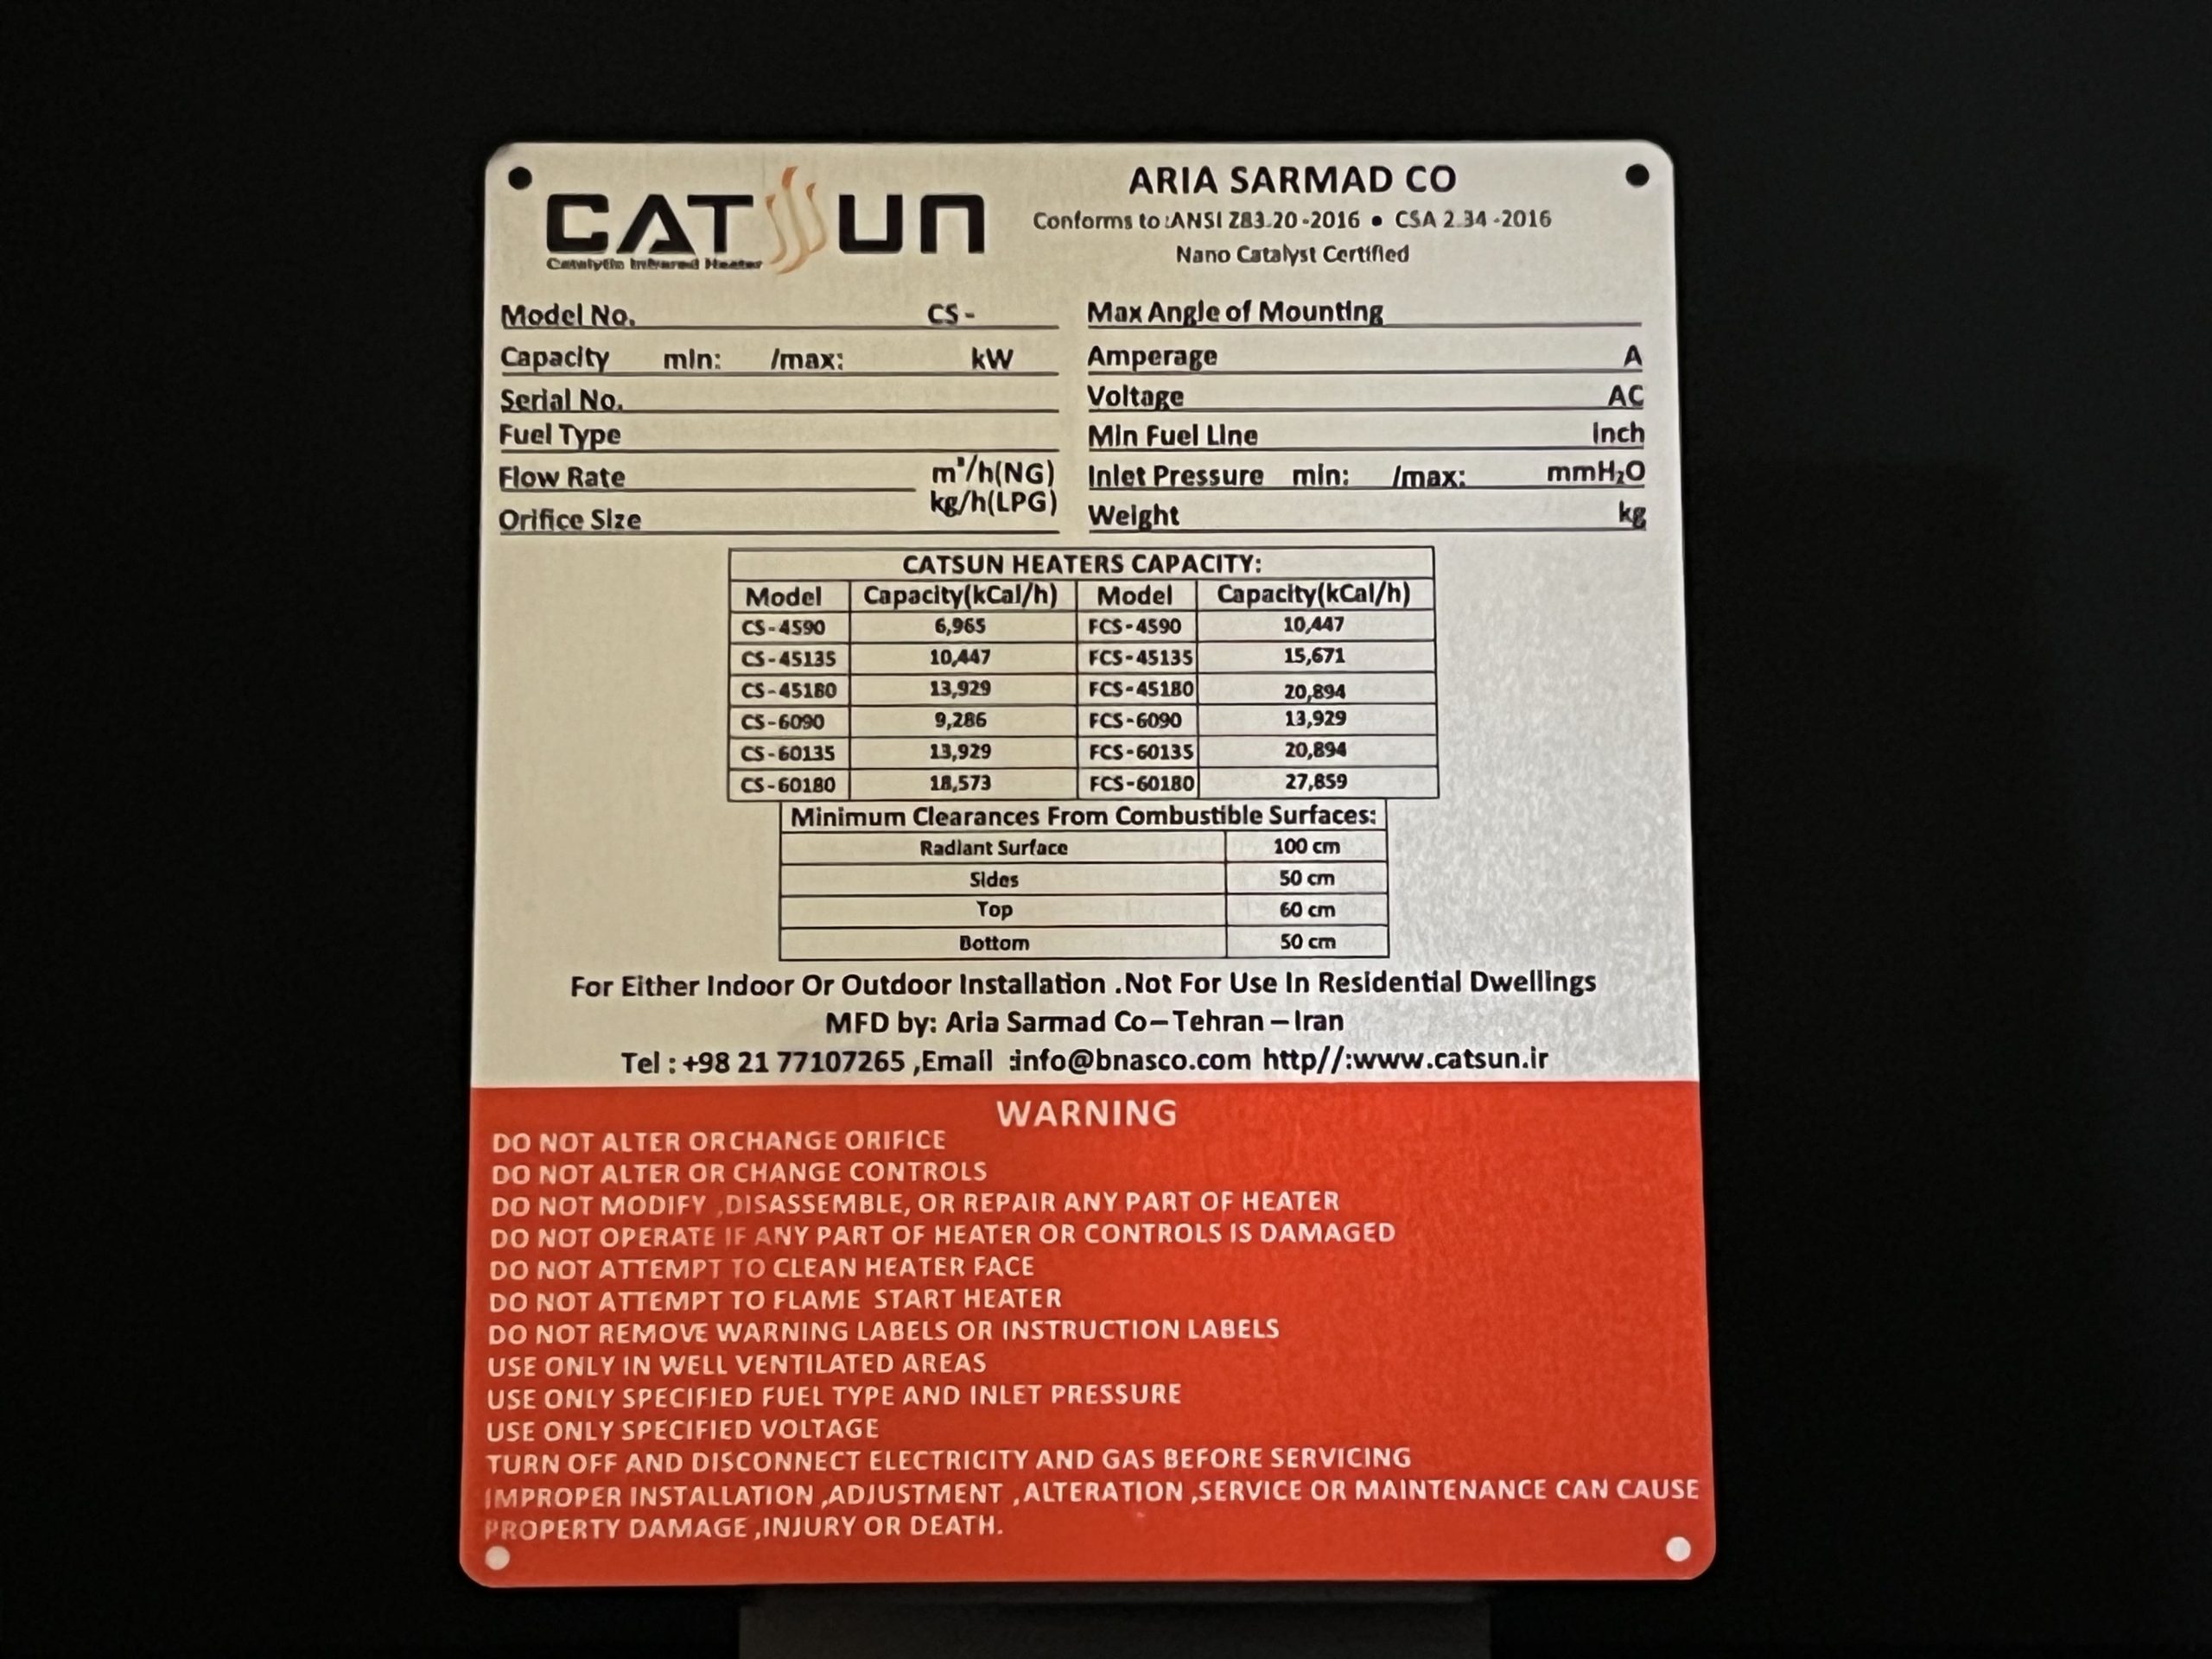 CATSUN
Catalytic Infrared Heater
ARIA SARMAD CO
Conforms to :ANSI Z83.20 -2016 • CSA 2.34 -2016
Nano Catalyst Certified
Model No. CS -
Capacity min: /max: kW
Serial No.
Fuel Type
Flow Rate m³/h(NG)
kg/h(LPG)
Orifice Size
Max Angle of Mounting
Amperage A
Voltage AC
Min Fuel Line inch
Inlet Pressure min: /max: mmH₂O
Weight kg
CATSUN HEATERS CAPACITY:
Model Capacity(kCal/h) Model Capacity(kCal/h)
CS-4590 6,965 FCS-4590 10,447
CS-45135 10,447 FCS-45135 15,671
CS-45180 13,929 FCS-45180 20,894
CS-6090 9,286 FCS-6090 13,929
CS-60135 13,929 FCS-60135 20,894
CS-60180 18,573 FCS-60180 27,859
Minimum Clearances From Combustible Surfaces:
Radiant Surface 100 cm
Sides 50 cm
Top 60 cm
Bottom 50 cm
For Either Indoor Or Outdoor Installation .Not For Use In Residential Dwellings
MFD by: Aria Sarmad Co – Tehran – Iran
Tel : +98 21 77107265 ,Email :info@bnasco.com http//:www.catsun.ir
WARNING
DO NOT ALTER OR CHANGE ORIFICE
DO NOT ALTER OR CHANGE CONTROLS
DO NOT MODIFY ,DISASSEMBLE, OR REPAIR ANY PART OF HEATER
DO NOT OPERATE IF ANY PART OF HEATER OR CONTROLS IS DAMAGED
DO NOT ATTEMPT TO CLEAN HEATER FACE
DO NOT ATTEMPT TO FLAME START HEATER
DO NOT REMOVE WARNING LABELS OR INSTRUCTION LABELS
USE ONLY IN WELL VENTILATED AREAS
USE ONLY SPECIFIED FUEL TYPE AND INLET PRESSURE
USE ONLY SPECIFIED VOLTAGE
TURN OFF AND DISCONNECT ELECTRICITY AND GAS BEFORE SERVICING
IMPROPER INSTALLATION ,ADJUSTMENT ,ALTERATION ,SERVICE OR MAINTENANCE CAN CAUSE
PROPERTY DAMAGE ,INJURY OR DEATH.